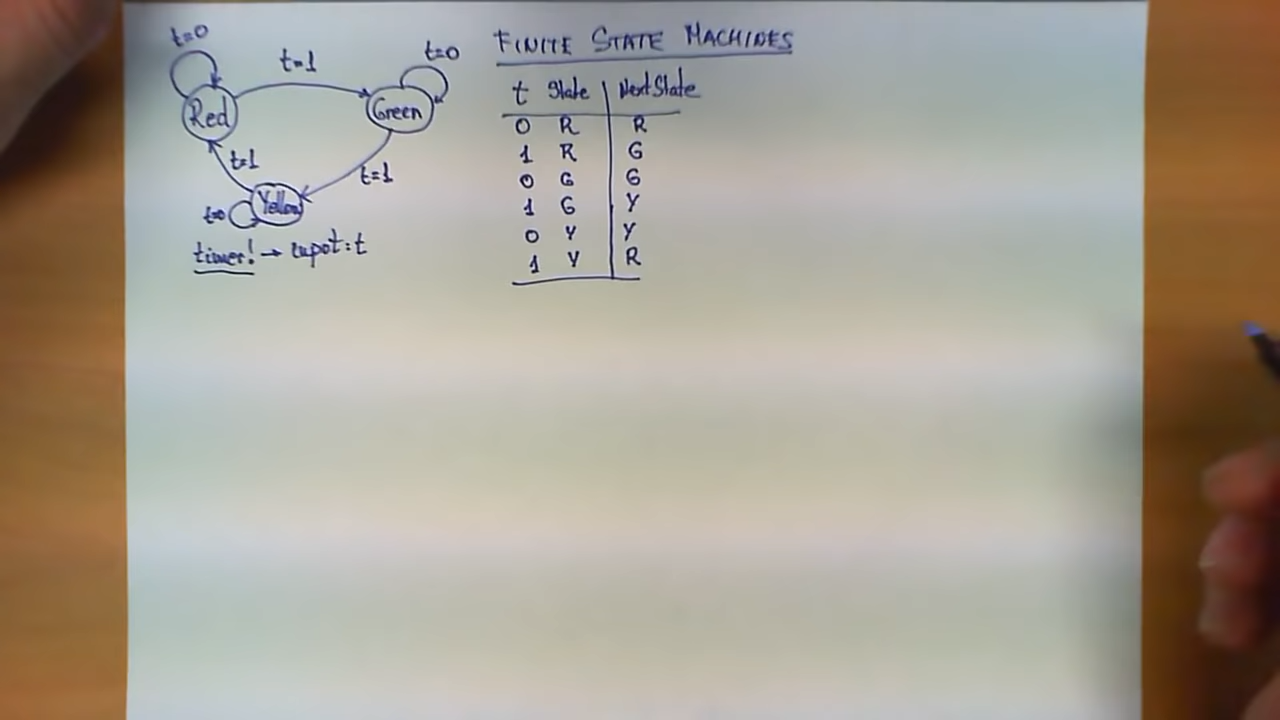 FINITE STATE MACHINES
t=0
t=1
t=0
Red
Green
t=1
t=1
t=0
Yellow
timer! → input: t
t State Next State
0 R R
1 R G
0 G G
1 G Y
0 Y Y
1 Y R